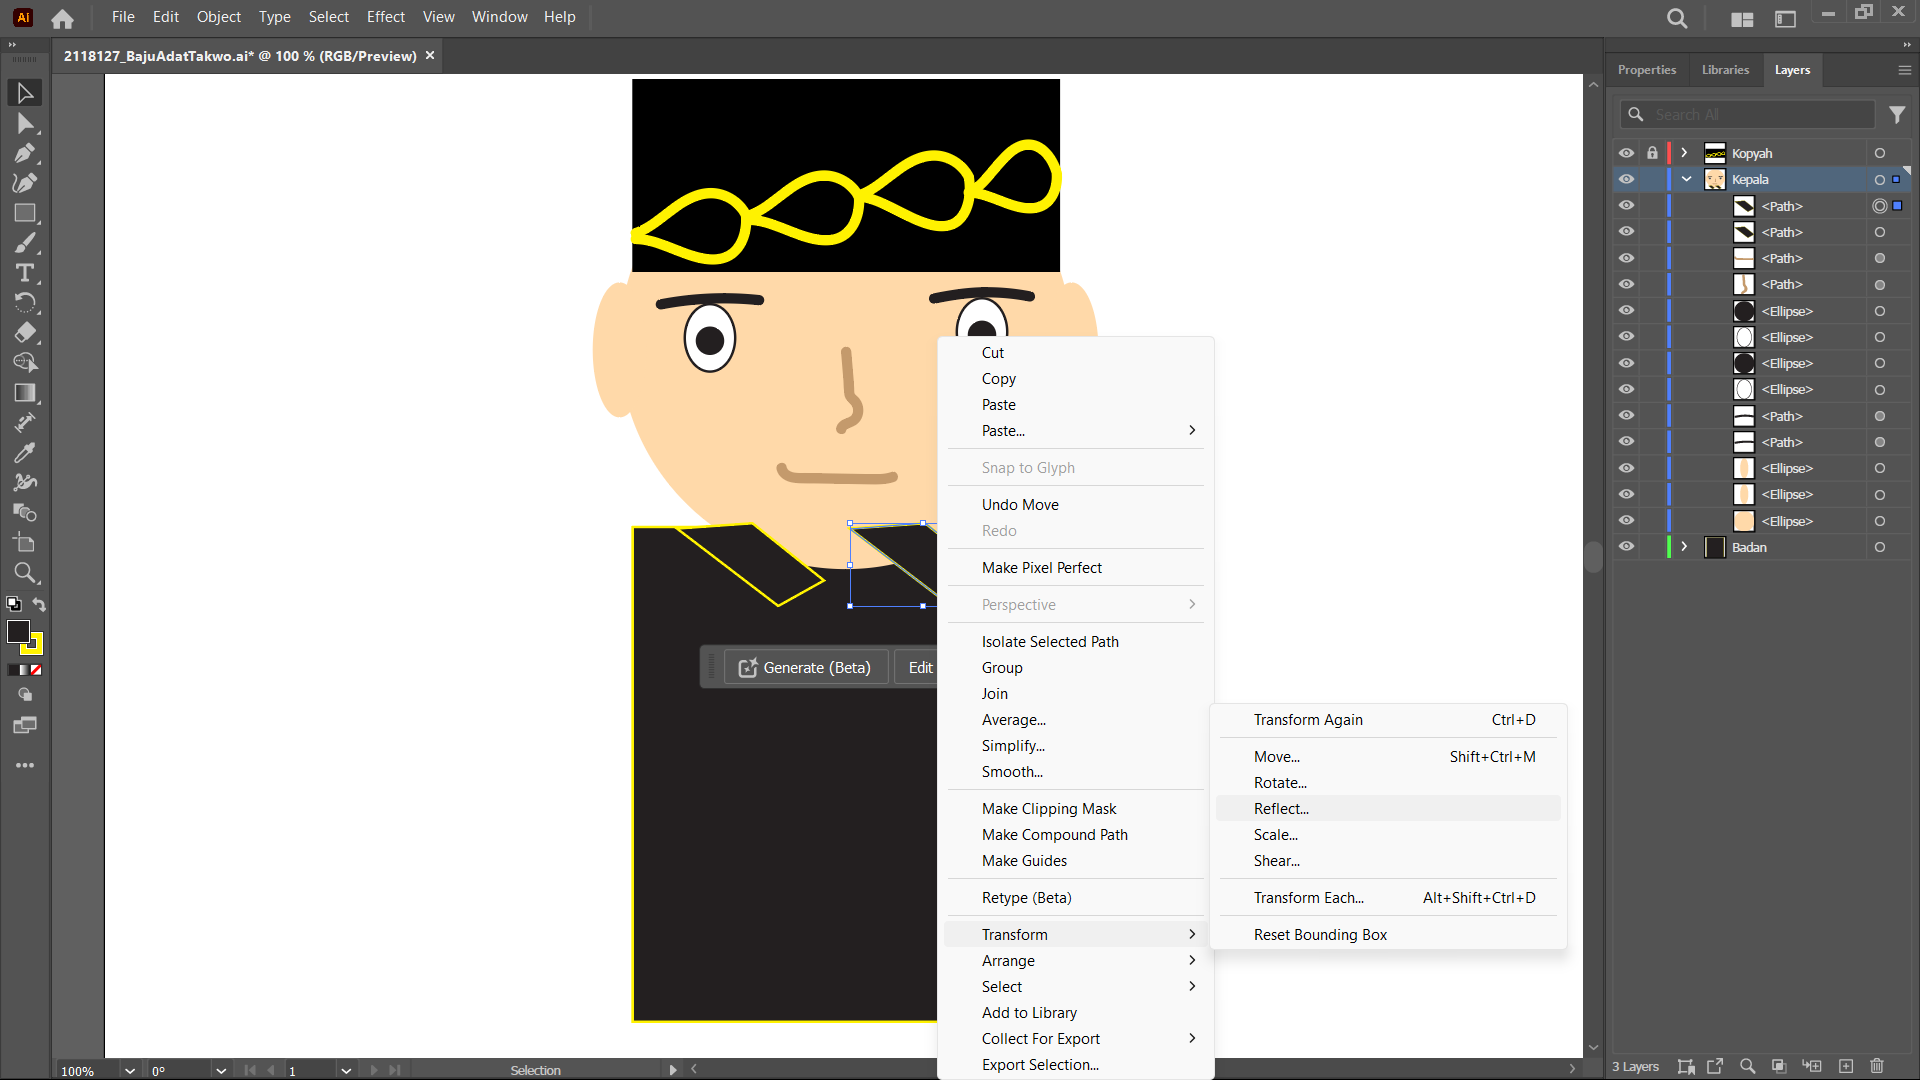 Ai
File Edit Object Type Select Effect View Window Help
2118127_BajuAdatTakwo.ai* @ 100 % (RGB/Preview)
Properties Libraries Layers
Search All
Kopyah
Kepala
<Path>
<Path>
<Path>
<Path>
<Ellipse>
<Ellipse>
<Ellipse>
<Ellipse>
<Path>
<Path>
<Ellipse>
<Ellipse>
<Ellipse>
Badan
Cut
Copy
Paste
Paste...
Snap to Glyph
Undo Move
Redo
Make Pixel Perfect
Perspective
Isolate Selected Path
Group
Join
Average...
Simplify...
Smooth...
Make Clipping Mask
Make Compound Path
Make Guides
Retype (Beta)
Transform
Arrange
Select
Add to Library
Collect For Export
Export Selection...
Generate (Beta) Edit
Transform Again Ctrl+D
Move... Shift+Ctrl+M
Rotate...
Reflect...
Scale...
Shear...
Transform Each... Alt+Shift+Ctrl+D
Reset Bounding Box
100% 0° 1 Selection
3 Layers